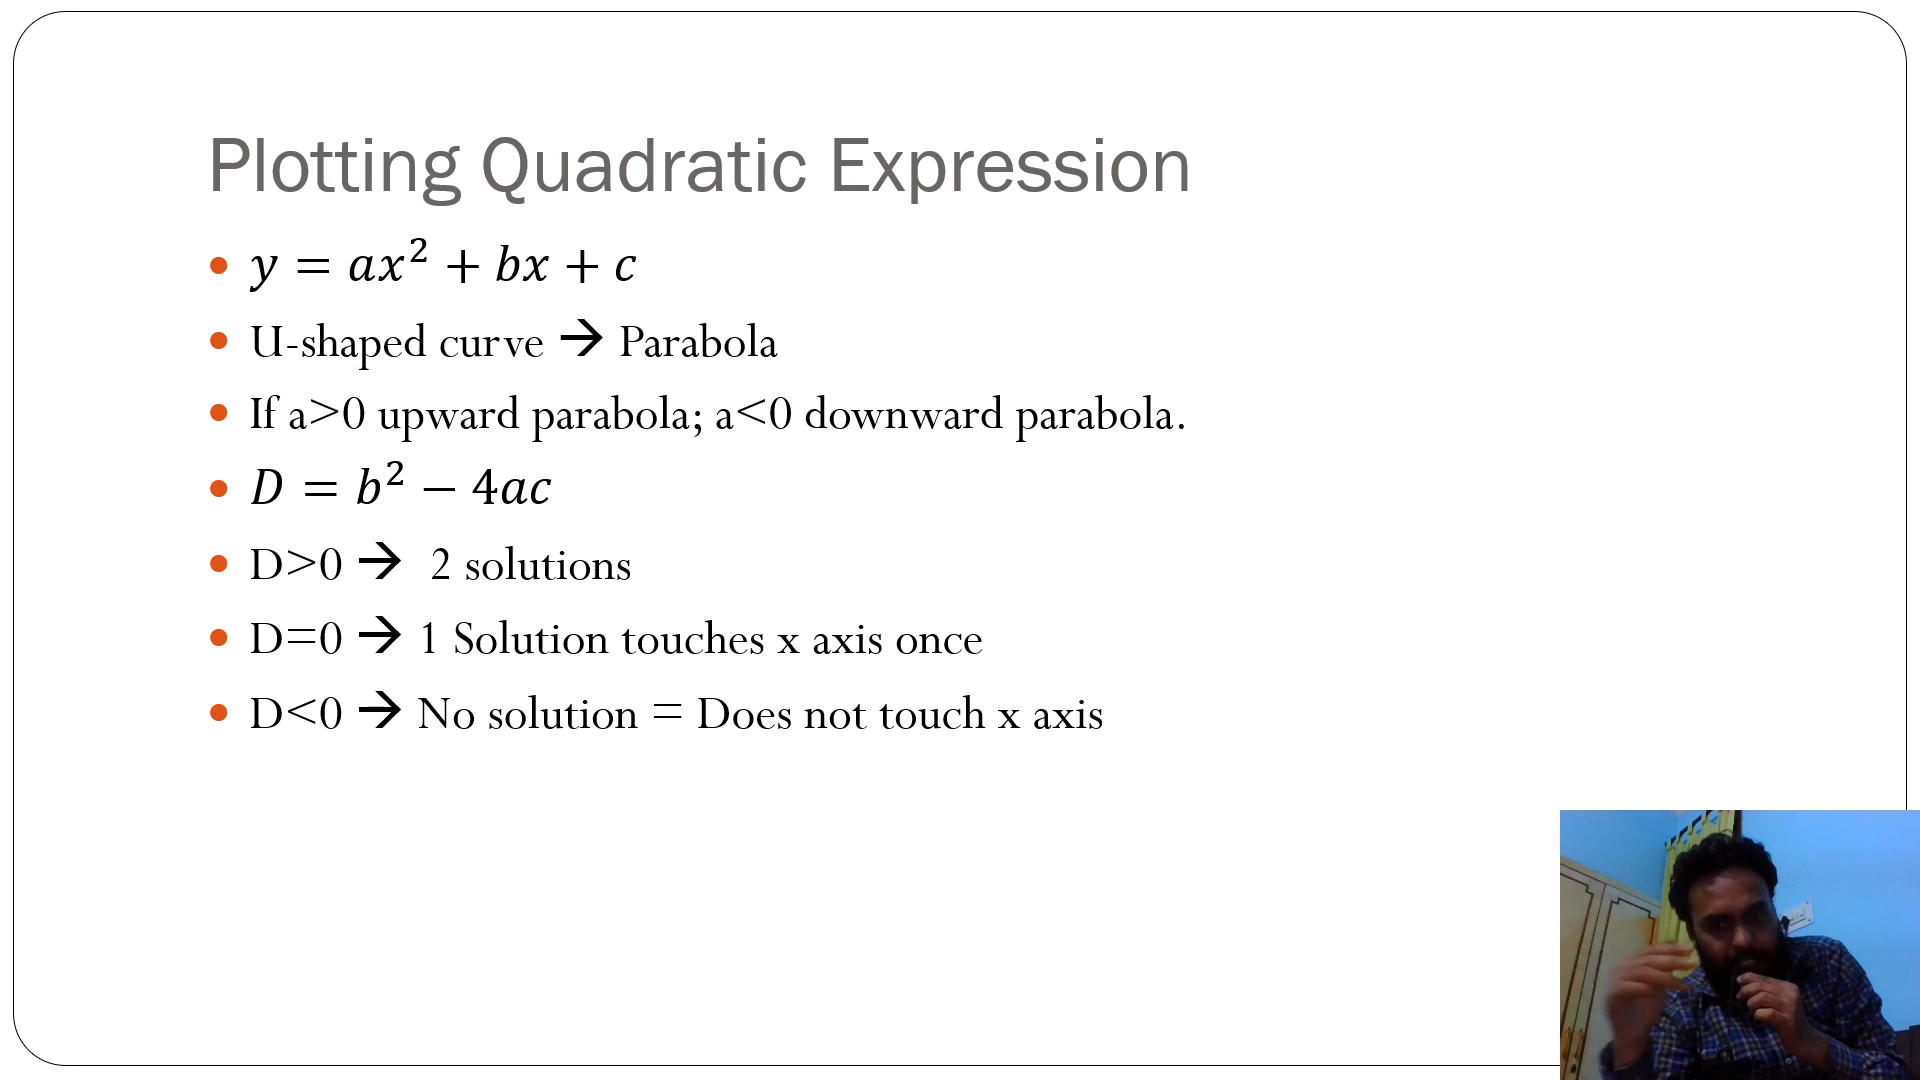 Plotting Quadratic Expression
• y = ax² + bx + c
• U-shaped curve → Parabola
• If a>0 upward parabola; a<0 downward parabola.
• D = b² − 4ac
• D>0 → 2 solutions
• D=0 → 1 Solution touches x axis once
• D<0 → No solution = Does not touch x axis